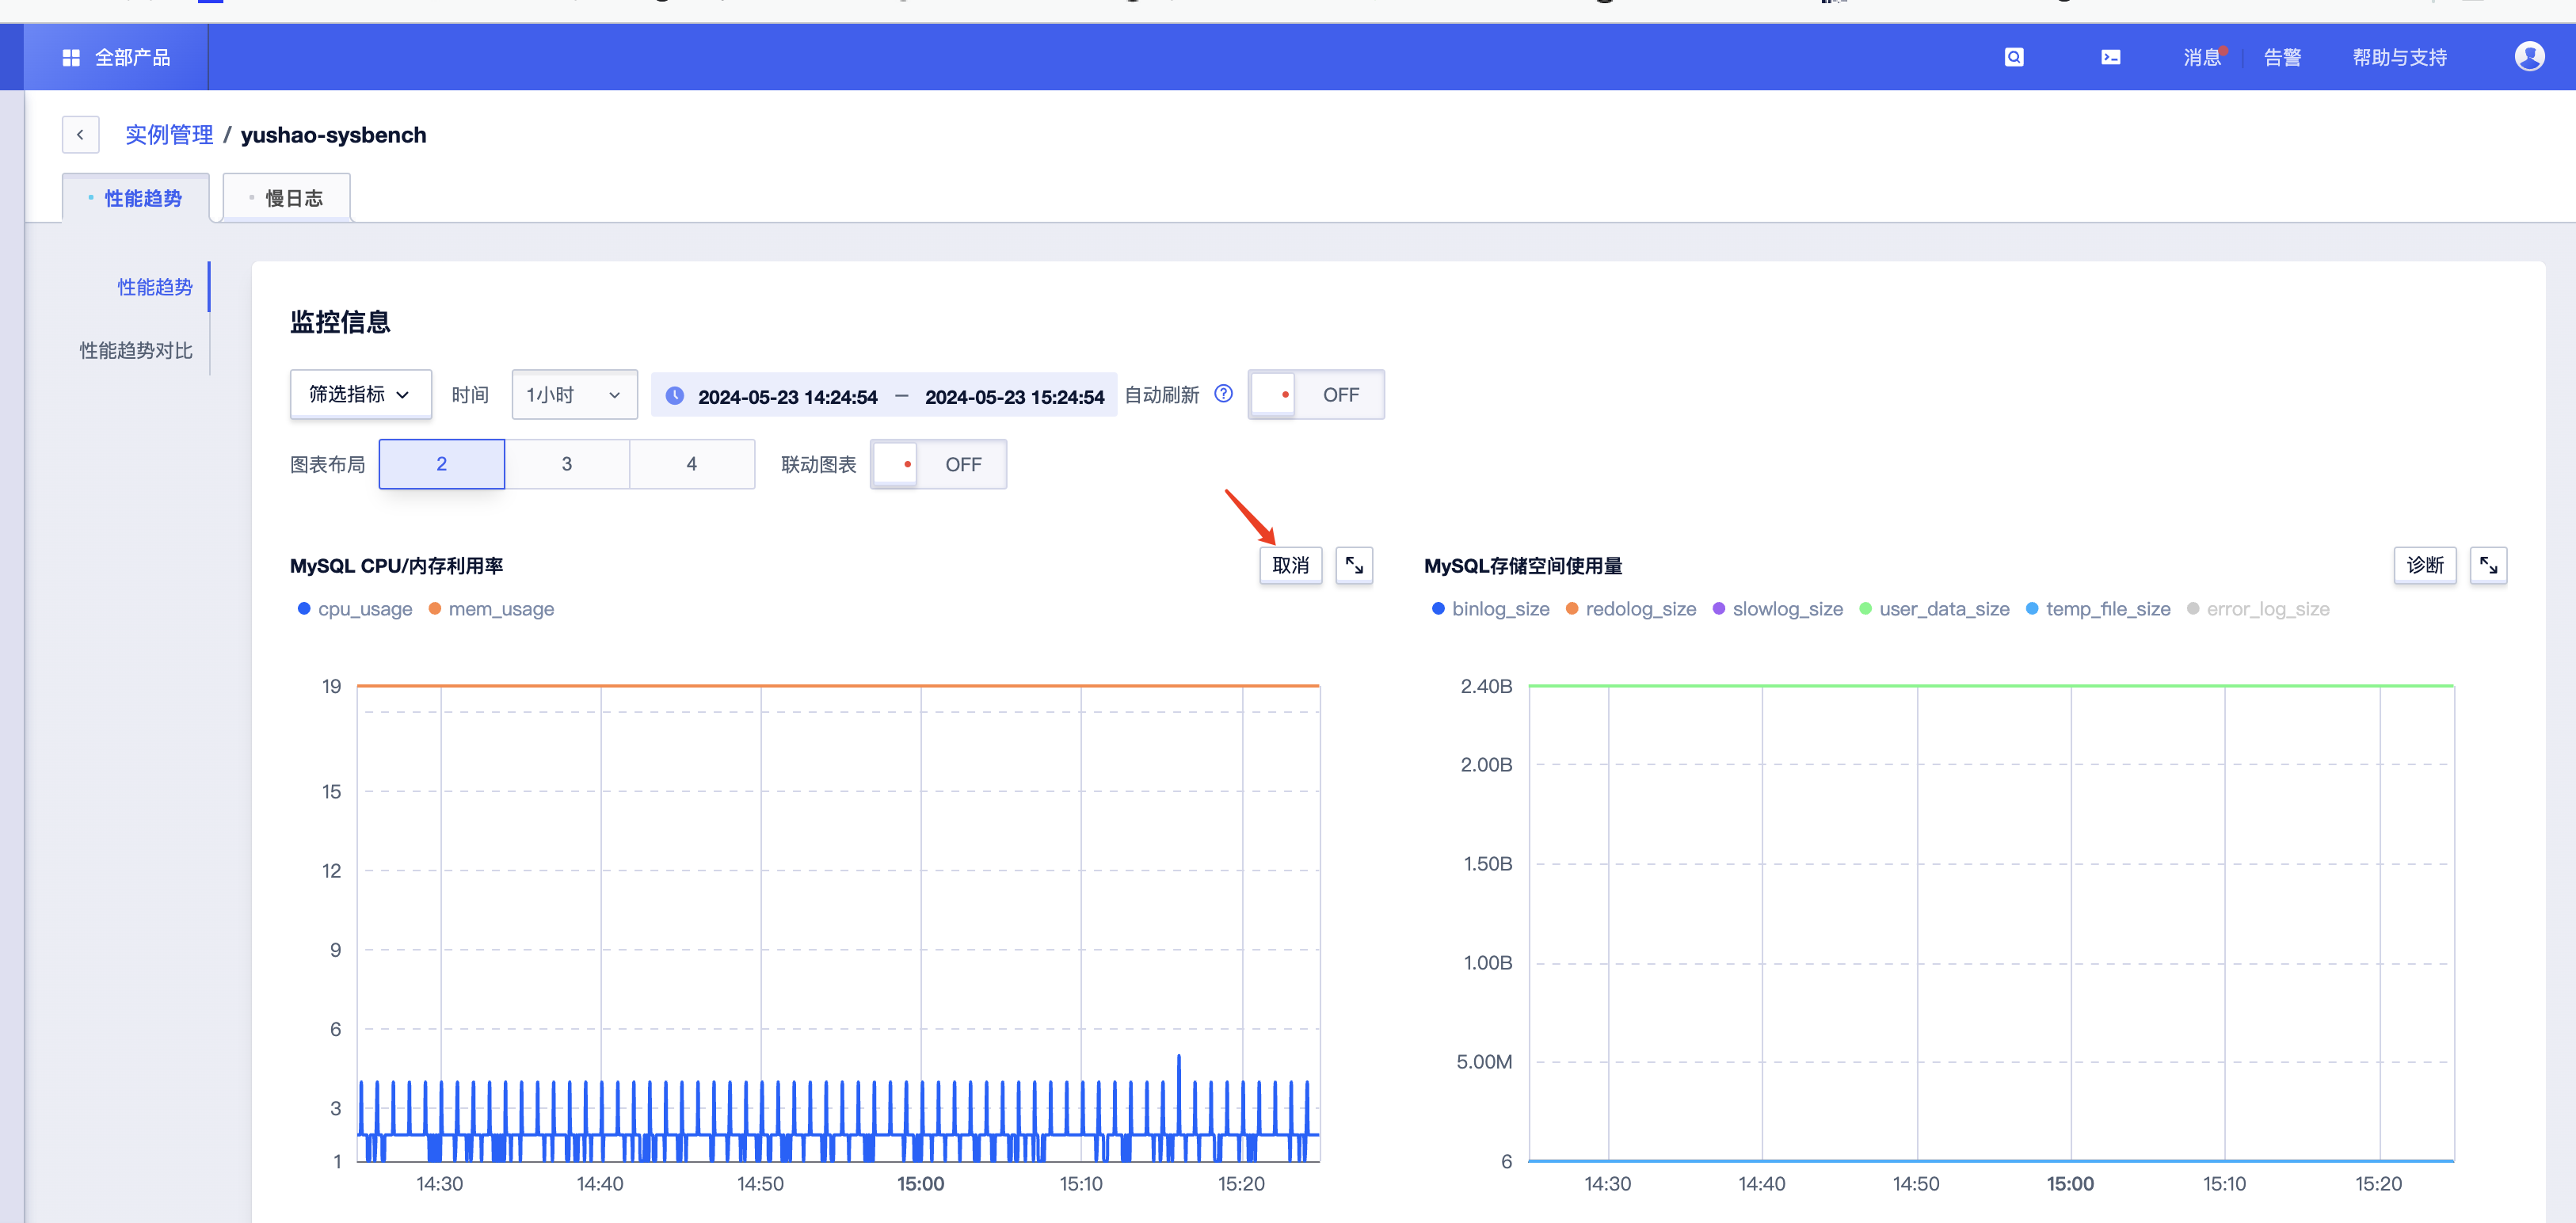 全部产品
消息
告警
帮助与支持
实例管理 / yushao-sysbench
性能趋势
慢日志
性能趋势
性能趋势对比
监控信息
筛选指标
时间
1小时
2024-05-23 14:24:54 — 2024-05-23 15:24:54
自动刷新
OFF
图表布局
2
3
4
联动图表
OFF
MySQL CPU/内存利用率
取消
cpu_usage
mem_usage
19
15
12
9
6
3
1
14:30
14:40
14:50
15:00
15:10
15:20
MySQL存储空间使用量
诊断
binlog_size
redolog_size
slowlog_size
user_data_size
temp_file_size
error_log_size
2.40B
2.00B
1.50B
1.00B
5.00M
6
14:30
14:40
14:50
15:00
15:10
15:20